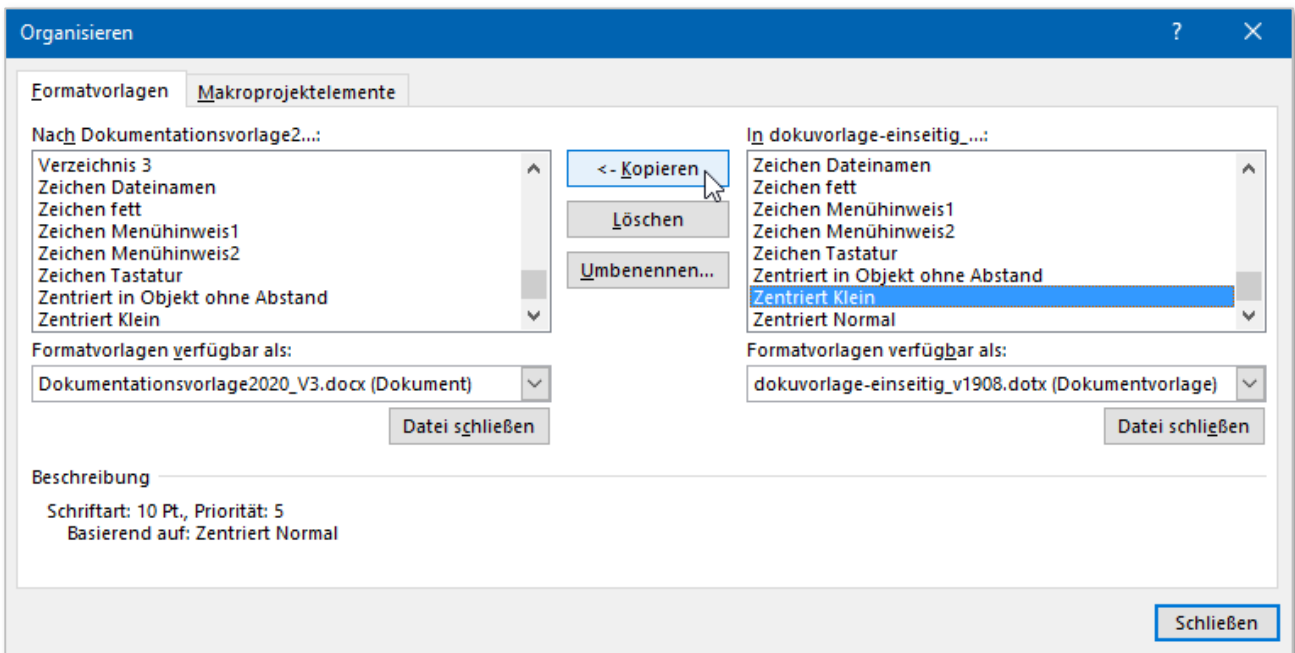 Organisieren
?
Formatvorlagen
Makroprojektelemente
Nach Dokumentationsvorlage2...:
Verzeichnis 3
Zeichen Dateinamen
Zeichen fett
Zeichen Menühinweis1
Zeichen Menühinweis2
Zeichen Tastatur
Zentriert in Objekt ohne Abstand
Zentriert Klein
Formatvorlagen verfügbar als:
Dokumentationsvorlage2020_V3.docx (Dokument)
Datei schließen
<- Kopieren
Löschen
Umbenennen...
In dokuvorlage-einseitig_...:
Zeichen Dateinamen
Zeichen fett
Zeichen Menühinweis1
Zeichen Menühinweis2
Zeichen Tastatur
Zentriert in Objekt ohne Abstand
Zentriert Klein
Zentriert Normal
Formatvorlagen verfügbar als:
dokuvorlage-einseitig_v1908.dotx (Dokumentvorlage)
Datei schließen
Beschreibung
Schriftart: 10 Pt., Priorität: 5
Basierend auf: Zentriert Normal
Schließen